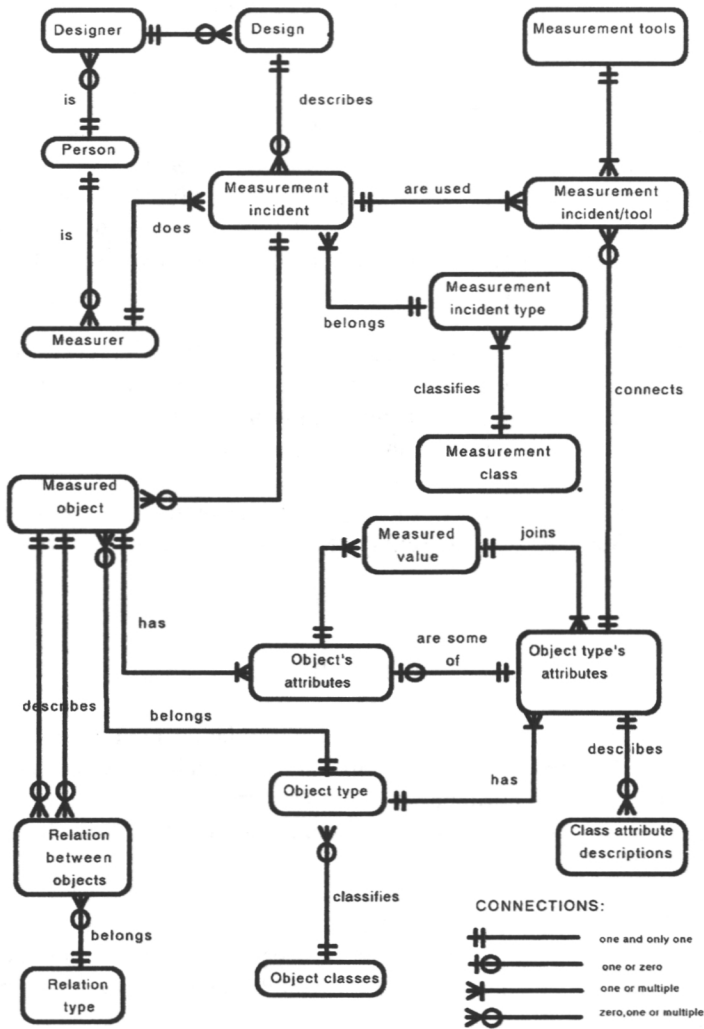 Designer
Design
Measurement tools
is
describes
Person
Measurement
incident
are used
Measurement
incident/tool
does
is
Measurement
incident type
belongs
Measurer
classifies
connects
Measurement
class
Measured
object
Measured
value
joins
has
are some
of
Object's
attributes
Object type's
attributes
describes
belongs
describes
has
Object type
Relation
between
objects
Class attribute
descriptions
classifies
CONNECTIONS:
belongs
one and only one
one or zero
Object classes
Relation
type
one or multiple
zero,one or multiple